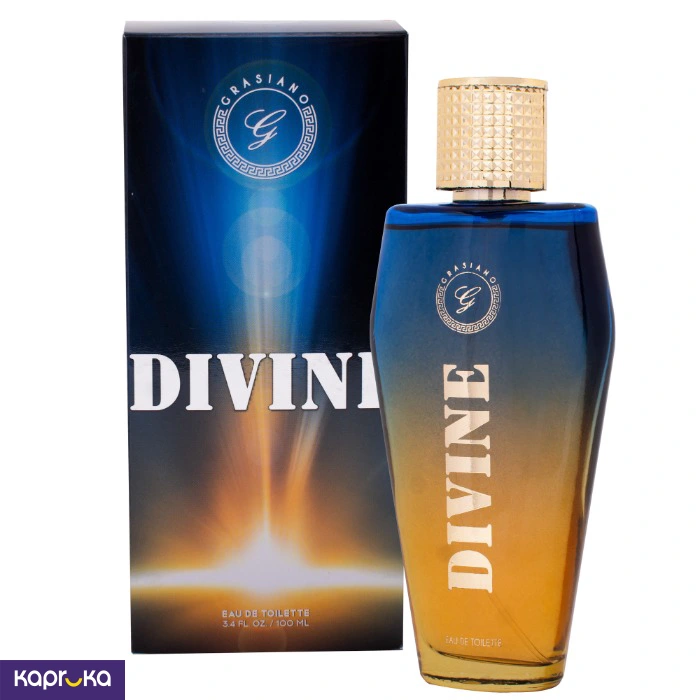 GRASIANO
G
DIVINE
EAU DE TOILETTE
3.4 FL OZ. / 100 ML
GRASIANO
G
DIVINE
EAU DE TOILETTE
kapruka